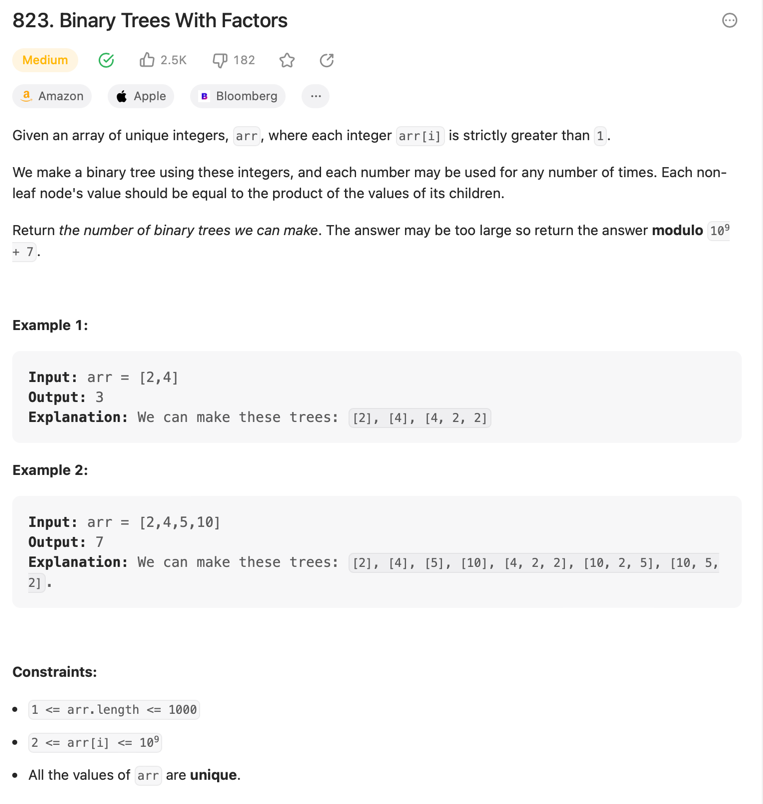 823. Binary Trees With Factors
Medium 2.5K 182
Amazon Apple B Bloomberg ...
Given an array of unique integers, arr, where each integer arr[i] is strictly greater than 1.
We make a binary tree using these integers, and each number may be used for any number of times. Each non-
leaf node's value should be equal to the product of the values of its children.
Return the number of binary trees we can make. The answer may be too large so return the answer modulo 10⁹
+ 7.
Example 1:
Input: arr = [2,4]
Output: 3
Explanation: We can make these trees: [2], [4], [4, 2, 2]
Example 2:
Input: arr = [2,4,5,10]
Output: 7
Explanation: We can make these trees: [2], [4], [5], [10], [4, 2, 2], [10, 2, 5], [10, 5,
2].
Constraints:
• 1 <= arr.length <= 1000
• 2 <= arr[i] <= 10⁹
• All the values of arr are unique.